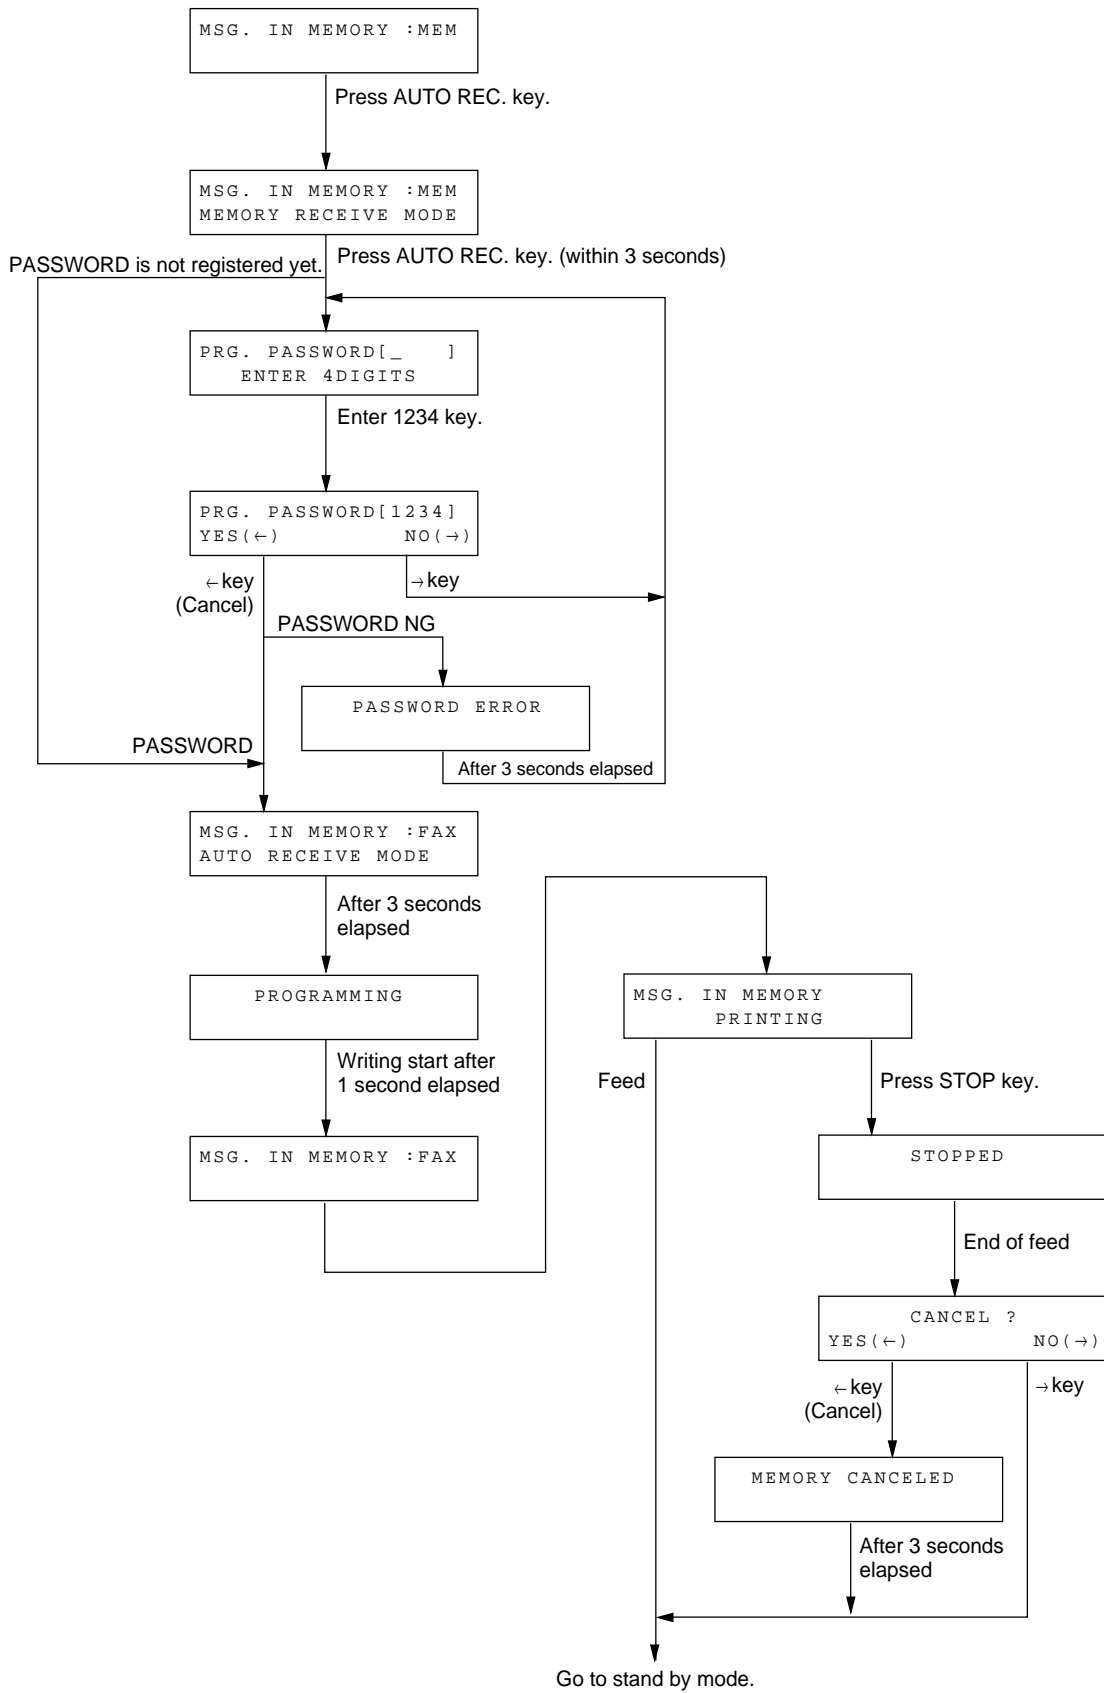 MSG. IN MEMORY :MEM
Press AUTO REC. key.
MSG. IN MEMORY :MEM
MEMORY RECEIVE MODE
Press AUTO REC. key. (within 3 seconds)
PASSWORD is not registered yet.
PRG. PASSWORD[_ ]
ENTER 4DIGITS
Enter 1234 key.
PRG. PASSWORD[1234]
YES(←) NO(→)
←key
(Cancel)
→key
PASSWORD NG
PASSWORD ERROR
PASSWORD
After 3 seconds elapsed
MSG. IN MEMORY :FAX
AUTO RECEIVE MODE
After 3 seconds
elapsed
PROGRAMMING
Writing start after
1 second elapsed
MSG. IN MEMORY :FAX
MSG. IN MEMORY
PRINTING
Feed
Press STOP key.
STOPPED
End of feed
CANCEL ?
YES(←) NO(→)
←key
(Cancel)
→key
MEMORY CANCELED
After 3 seconds
elapsed
Go to stand by mode.